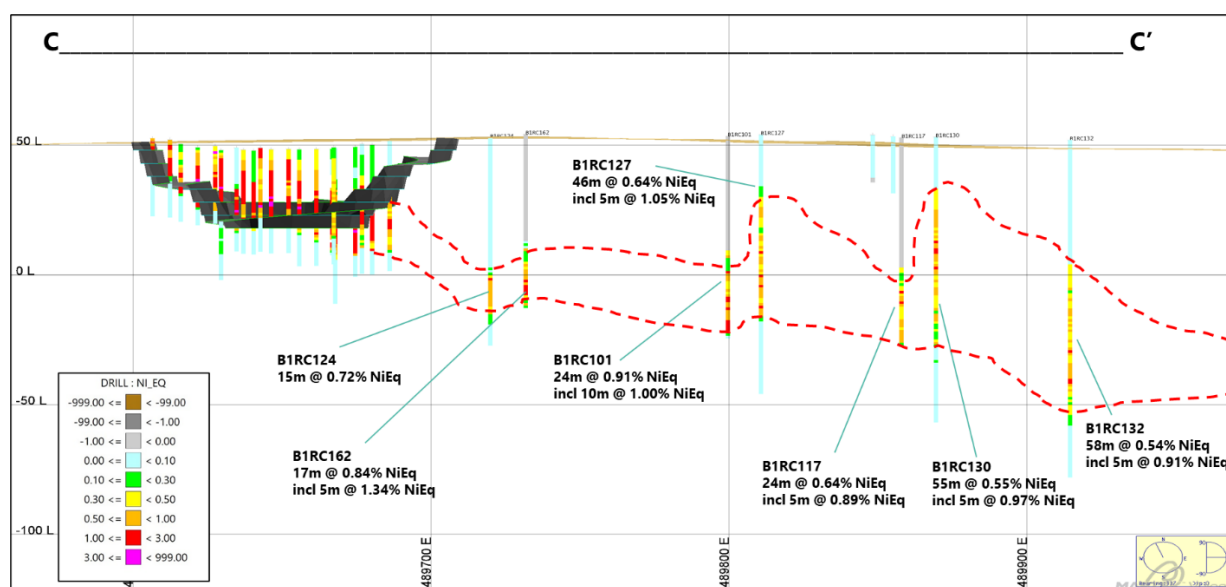 C C’
50 L
0 L
-50 L
-100 L
B1RC162
B1RC101
B1RC127
B1RC117
B1RC130
B1RC132
B1RC127
46m @ 0.64% NiEq
incl 5m @ 1.05% NiEq
B1RC124
15m @ 0.72% NiEq
B1RC162
17m @ 0.84% NiEq
incl 5m @ 1.34% NiEq
B1RC101
24m @ 0.91% NiEq
incl 10m @ 1.00% NiEq
B1RC117
24m @ 0.64% NiEq
incl 5m @ 0.89% NiEq
B1RC130
55m @ 0.55% NiEq
incl 5m @ 0.97% NiEq
B1RC132
58m @ 0.54% NiEq
incl 5m @ 0.91% NiEq
DRILL : NI_EQ
-999.00 <= < -99.00
-99.00 <= < -1.00
-1.00 <= < 0.00
0.00 <= < 0.10
0.10 <= < 0.30
0.30 <= < 0.50
0.50 <= < 1.00
1.00 <= < 3.00
3.00 <= < 999.00
489700 E
489800 E
489900 E
N
W E
S
90
-90